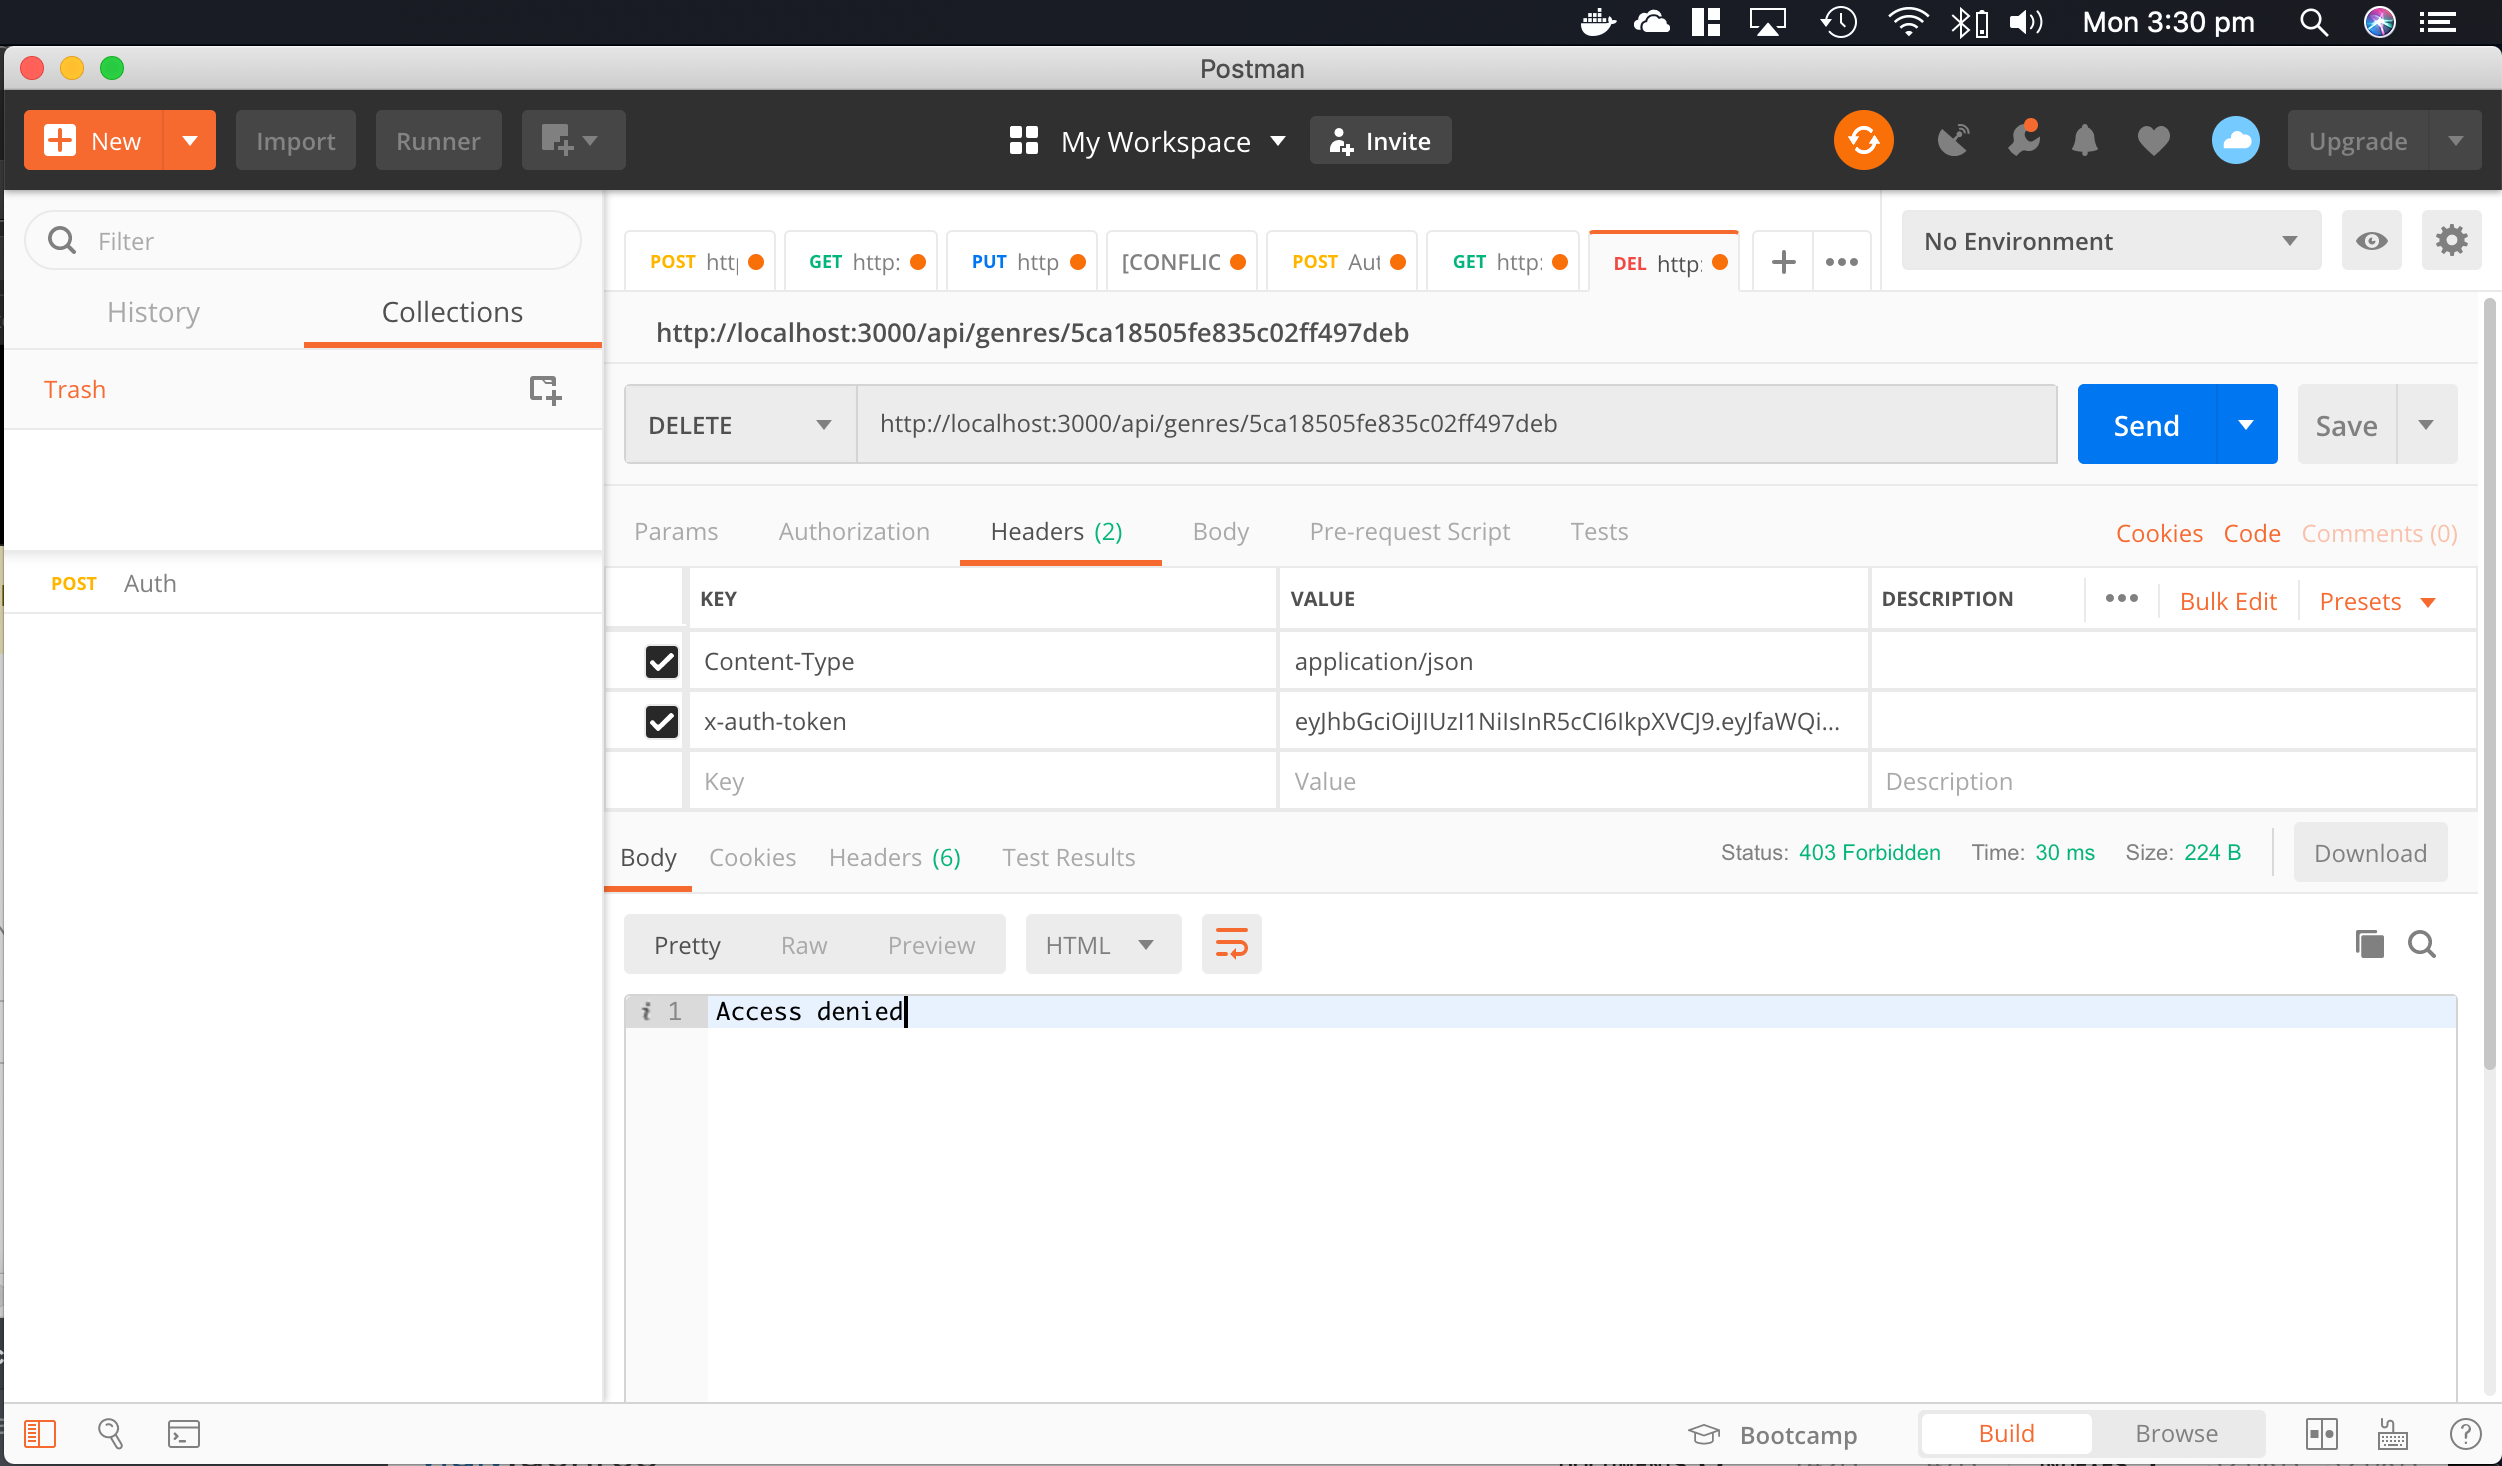 Mon 3:30 pm
Postman
New
Import
Runner
My Workspace
Invite
Upgrade
Filter
History
Collections
Trash
POST Auth
POST
GET http:
PUT http
[CONFLIC
POST Aut
GET http:
DEL http:
No Environment
http://localhost:3000/api/genres/5ca18505fe835c02ff497deb
DELETE
http://localhost:3000/api/genres/5ca18505fe835c02ff497deb
Send
Save
Params
Authorization
Headers (2)
Body
Pre-request Script
Tests
Cookies
Code
Comments (0)
KEY
VALUE
DESCRIPTION
Bulk Edit
Presets
Content-Type
application/json
x-auth-token
eyJhbGciOiJIUzI1NiIsInR5cCI6IkpXVCJ9.eyJfaWQi...
Key
Value
Description
Body
Cookies
Headers (6)
Test Results
Status: 403 Forbidden
Time: 30 ms
Size: 224 B
Download
Pretty
Raw
Preview
HTML
1 Access denied
Bootcamp
Build
Browse